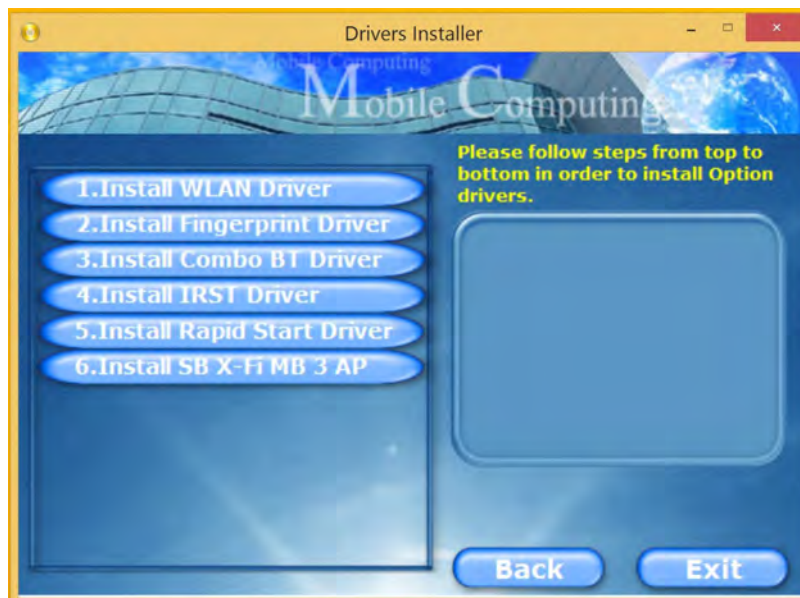 Drivers Installer
Mobile Computing
Mobile Computing
1.Install WLAN Driver
2.Install Fingerprint Driver
3.Install Combo BT Driver
4.Install IRST Driver
5.Install Rapid Start Driver
6.Install SB X-Fi MB 3 AP
Please follow steps from top to
bottom in order to install Option
drivers.
Back
Exit